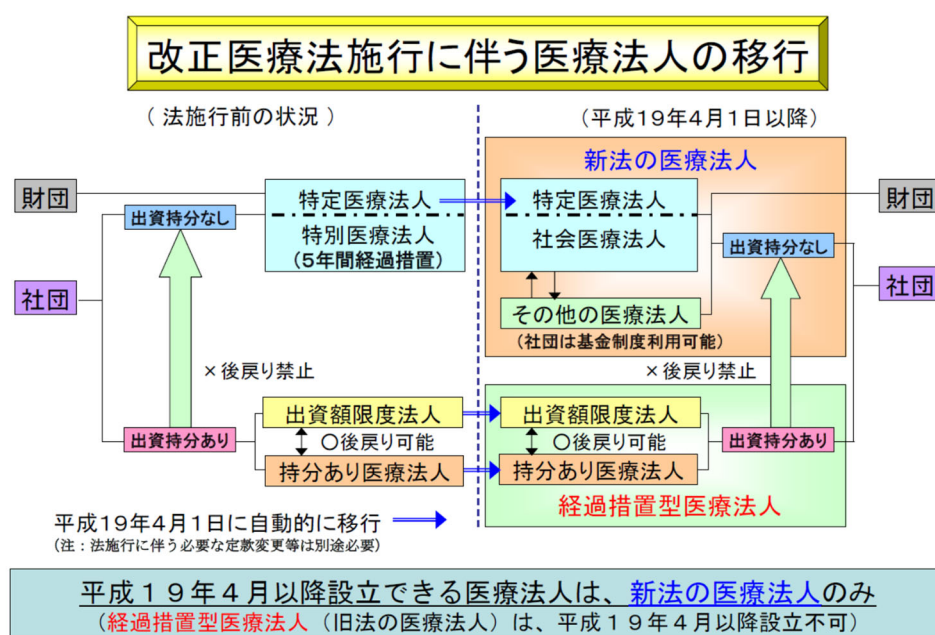 改正医療法施行に伴う医療法人の移行
（ 法施行前の状況 ）
（平成１９年４月１日以降）
新法の医療法人
財団
特定医療法人
特定医療法人
財団
出資持分なし
特別医療法人
（５年間経過措置）
社会医療法人
出資持分なし
社団
その他の医療法人
（社団は基金制度利用可能）
社団
×後戻り禁止
×後戻り禁止
出資額限度法人
出資額限度法人
出資持分あり
○後戻り可能
○後戻り可能
出資持分あり
持分あり医療法人
持分あり医療法人
経過措置型医療法人
平成１９年４月１日に自動的に移行
（注：法施行に伴う必要な定款変更等は別途必要）
平成１９年４月以降設立できる医療法人は、新法の医療法人のみ
（経過措置型医療法人（旧法の医療法人）は、平成１９年４月以降設立不可）